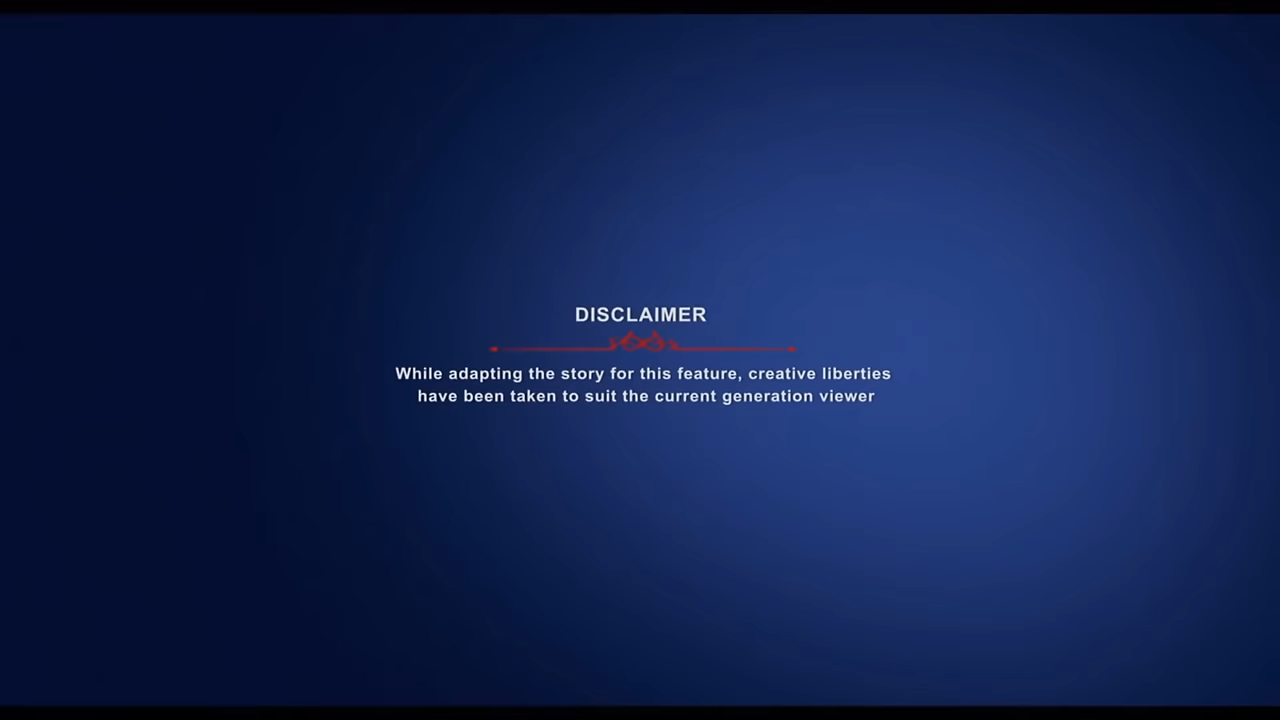 DISCLAIMER
While adapting the story for this feature, creative liberties
have been taken to suit the current generation viewer